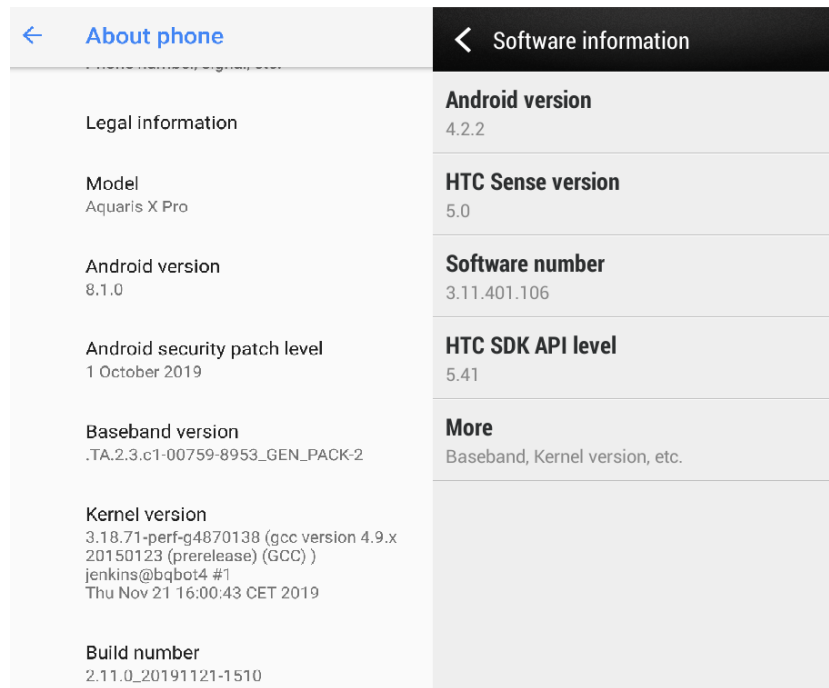 About phone
Legal information
Model
Aquaris X Pro
Android version
8.1.0
Android security patch level
1 October 2019
Baseband version
.TA.2.3.c1-00759-8953_GEN_PACK-2
Kernel version
3.18.71-perf-g4870138 (gcc version 4.9.x
20150123 (prerelease) (GCC) )
jenkins@bqbot4 #1
Thu Nov 21 16:00:43 CET 2019
Build number
2.11.0_20191121-1510
Software information
Android version
4.2.2
HTC Sense version
5.0
Software number
3.11.401.106
HTC SDK API level
5.41
More
Baseband, Kernel version, etc.